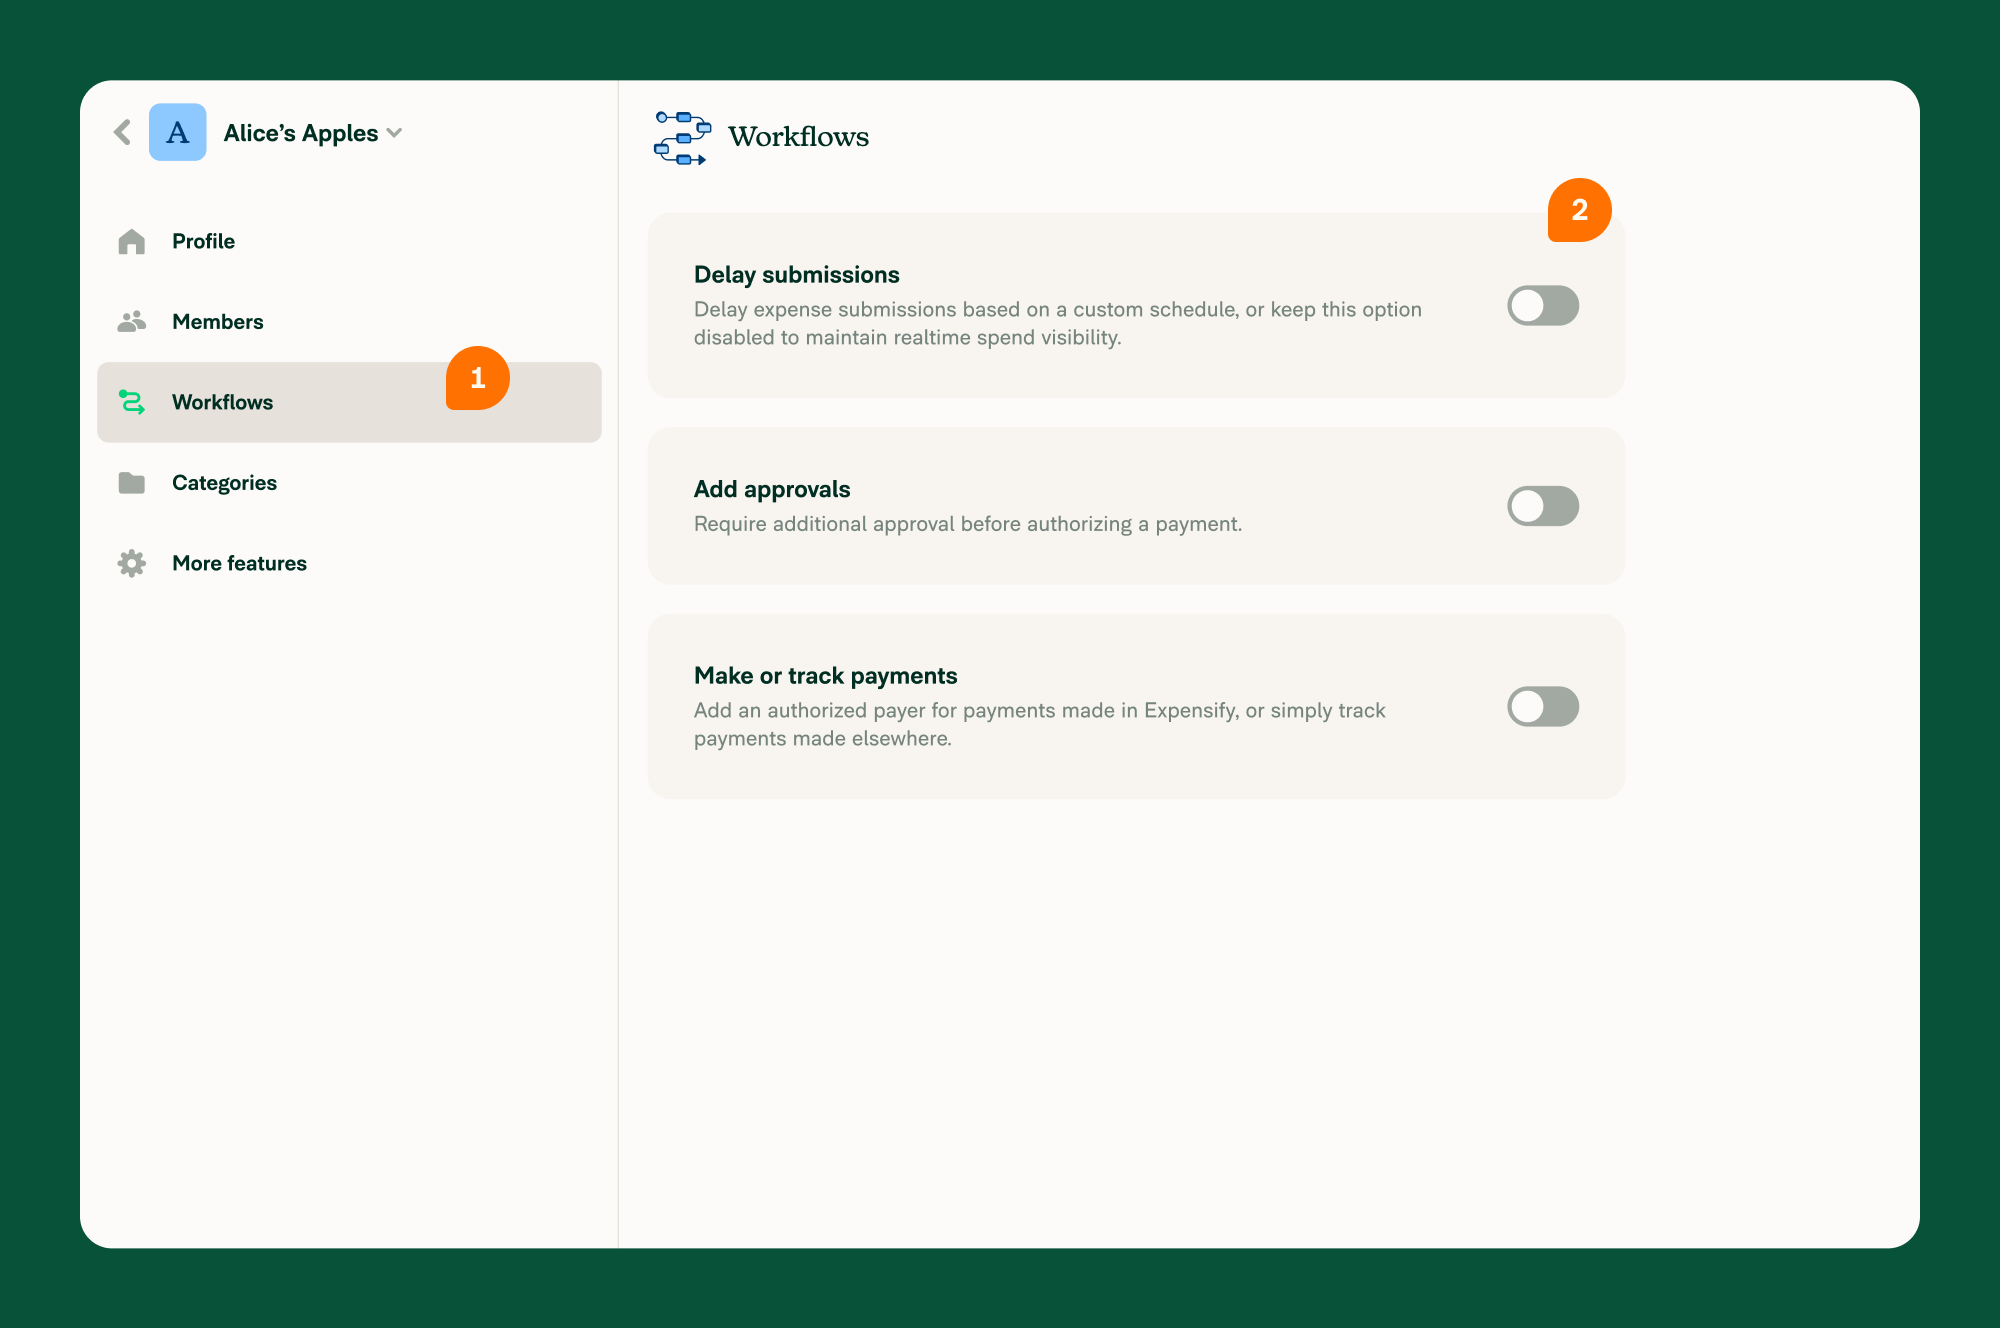 A
Alice’s Apples
Profile
Members
Workflows
1
Categories
More features
Workflows
2
Delay submissions
Delay expense submissions based on a custom schedule, or keep this option
disabled to maintain realtime spend visibility.
Add approvals
Require additional approval before authorizing a payment.
Make or track payments
Add an authorized payer for payments made in Expensify, or simply track
payments made elsewhere.